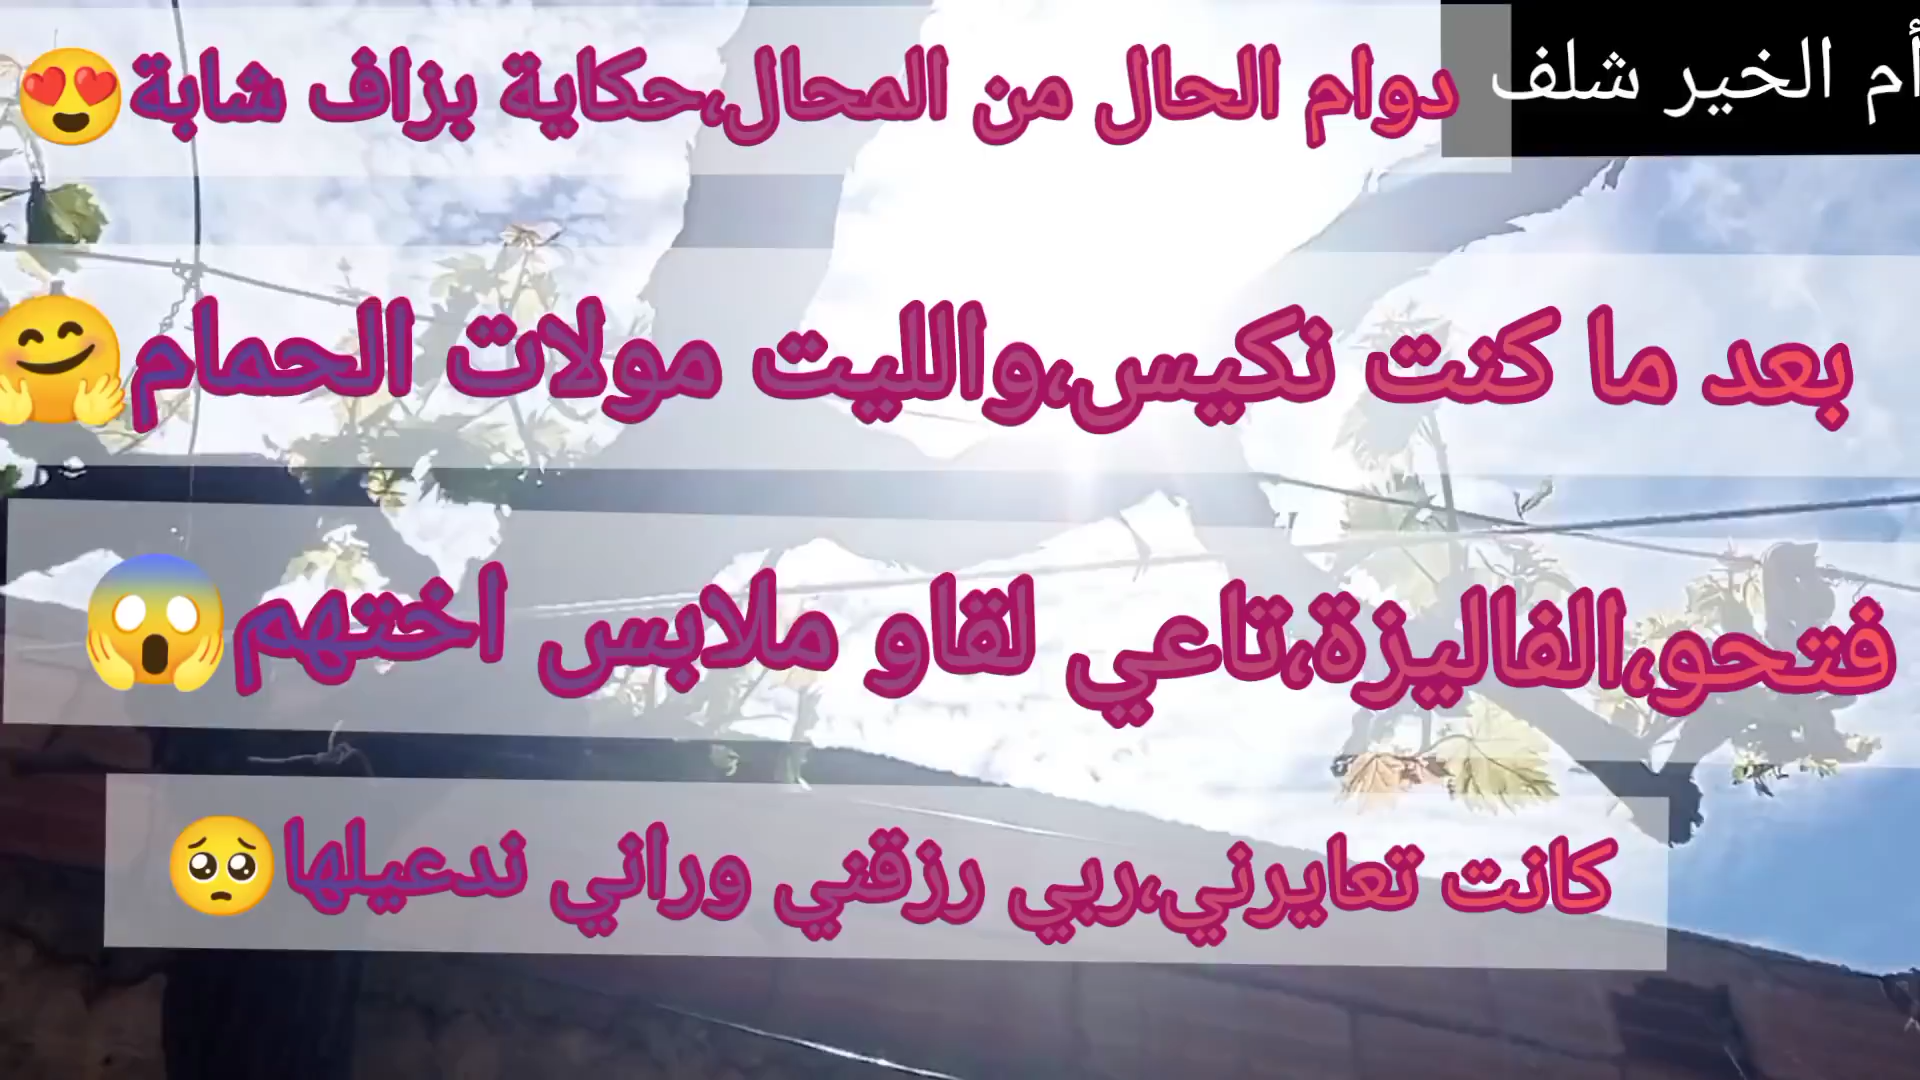 أم الخير شلف
دوام الحال من المحال،حكاية بزاف شابة😍
بعد ما كنت نكيس،والليت مولات الحمام🤗
فتحو،الفاليزة،تاعي لقاو ملابس اختهم😱
كانت تعايرني،ربي رزقني وراني ندعيلها🥺